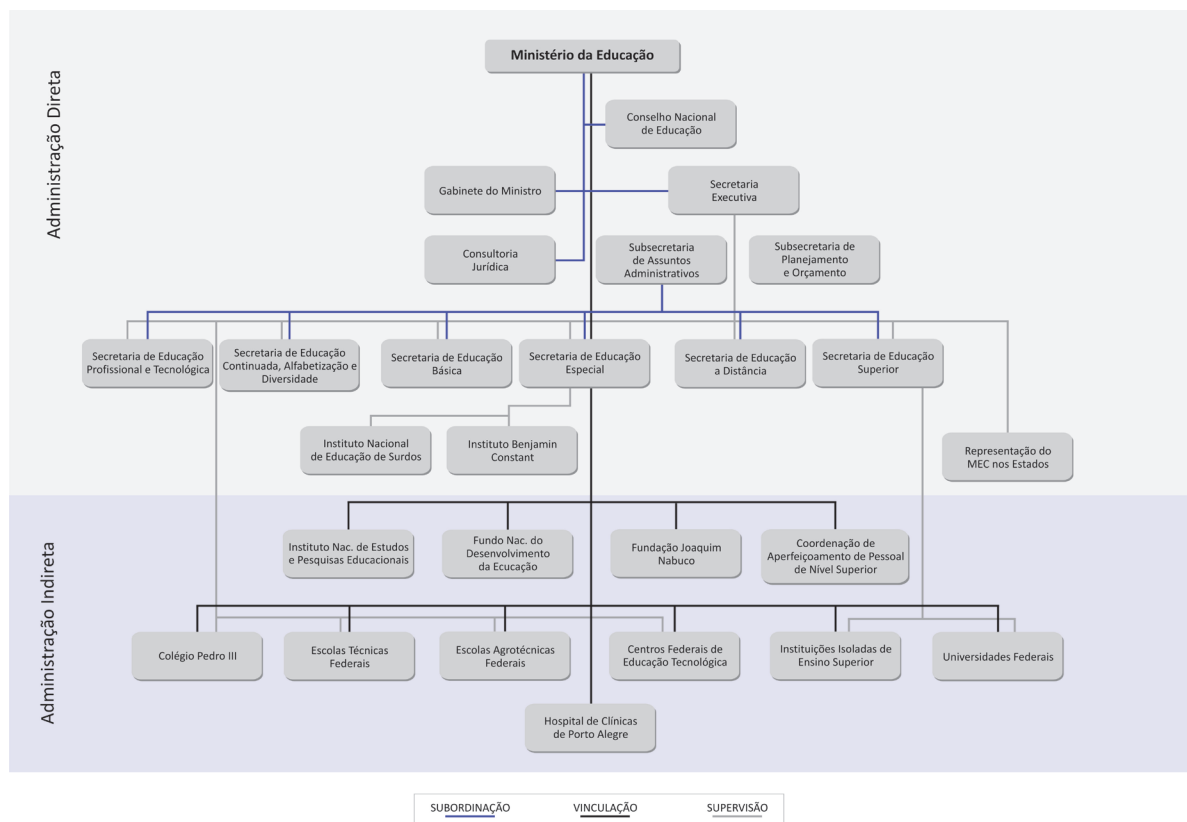 Administração Direta
Ministério da Educação
Conselho Nacional
de Educação
Gabinete do Ministro
Secretaria
Executiva
Consultoria
Jurídica
Subsecretaria
de Assuntos
Administrativos
Subsecretaria de
Planejamento
e Orçamento
Secretaria de Educação
Profissional e Tecnológica
Secretaria de Educação
Continuada, Alfabetização e
Diversidade
Secretaria de Educação
Básica
Secretaria de Educação
Especial
Secretaria de Educação
a Distância
Secretaria de Educação
Superior
Instituto Nacional
de Educação de Surdos
Instituto Benjamin
Constant
Representação do
MEC nos Estados
Administração Indireta
Instituto Nac. de Estudos
e Pesquisas Educacionais
Fundo Nac. do
Desenvolvimento
da Ecucação
Fundação Joaquim
Nabuco
Coordenação de
Aperfeiçoamento de Pessoal
de Nível Superior
Colégio Pedro III
Escolas Técnicas
Federais
Escolas Agrotécnicas
Federais
Centros Federais de
Educação Tecnológica
Instituições Isoladas de
Ensino Superior
Universidades Federais
Hospital de Clínicas
de Porto Alegre
SUBORDINAÇÃO
VINCULAÇÃO
SUPERVISÃO